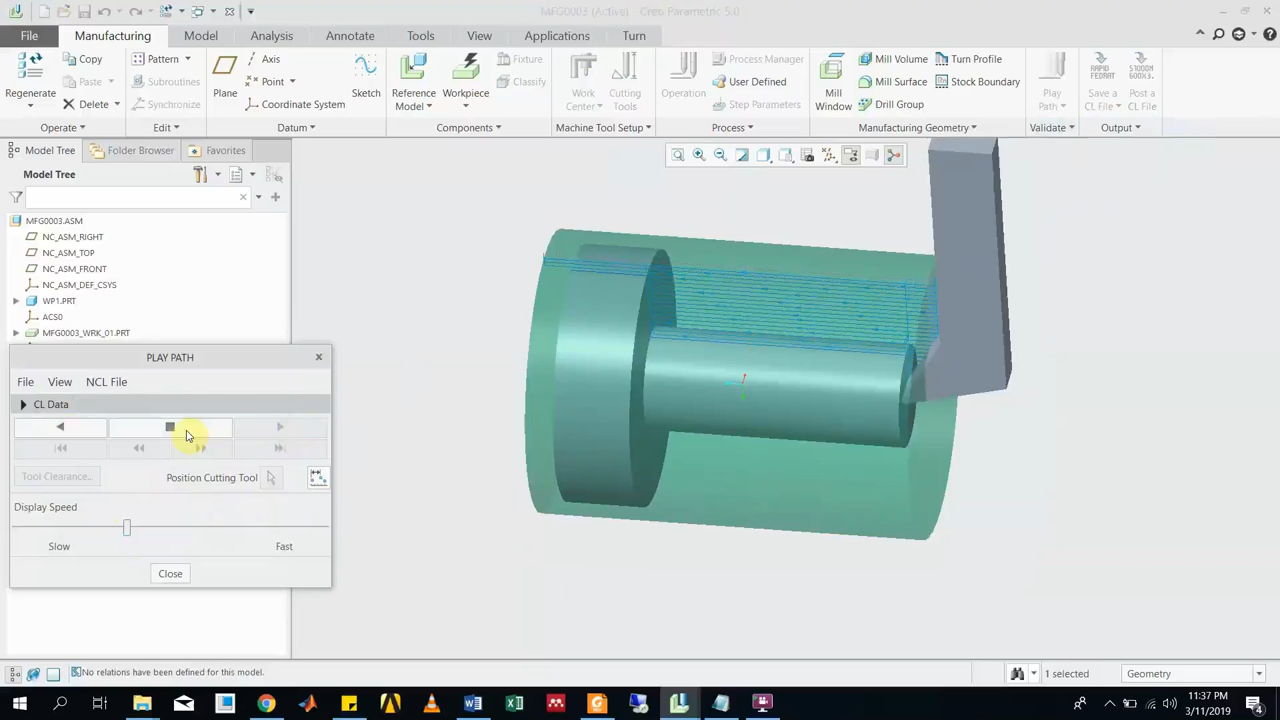 MFG0003 (Active) - Creo Parametric 5.0
File Manufacturing Model Analysis Annotate Tools View Applications Turn
Regenerate Copy Paste Delete
Pattern Subroutines Synchronize
Plane Axis Point Coordinate System Sketch
Reference Model Workpiece Fixture Classify
Work Center Cutting Tools
Operation Process Manager User Defined Step Parameters
Mill Window Mill Volume Mill Surface Drill Group Turn Profile Stock Boundary
Play Path
RAPID FEDRAT Save a CL File
Post a CL File
Operate Edit Datum Components Machine Tool Setup Process Manufacturing Geometry Validate Output
Model Tree Folder Browser Favorites
Model Tree
MFG0003.ASM
NC_ASM_RIGHT
NC_ASM_TOP
NC_ASM_FRONT
NC_ASM_DEF_CSYS
WP1.PRT
ACS0
MFG0003_WRK_01.PRT
PLAY PATH
File View NCL File
CL Data
Tool Clearance... Position Cutting Tool
Display Speed
Slow Fast
Close
No relations have been defined for this model.
1 selected Geometry
11:37 PM
3/11/2019